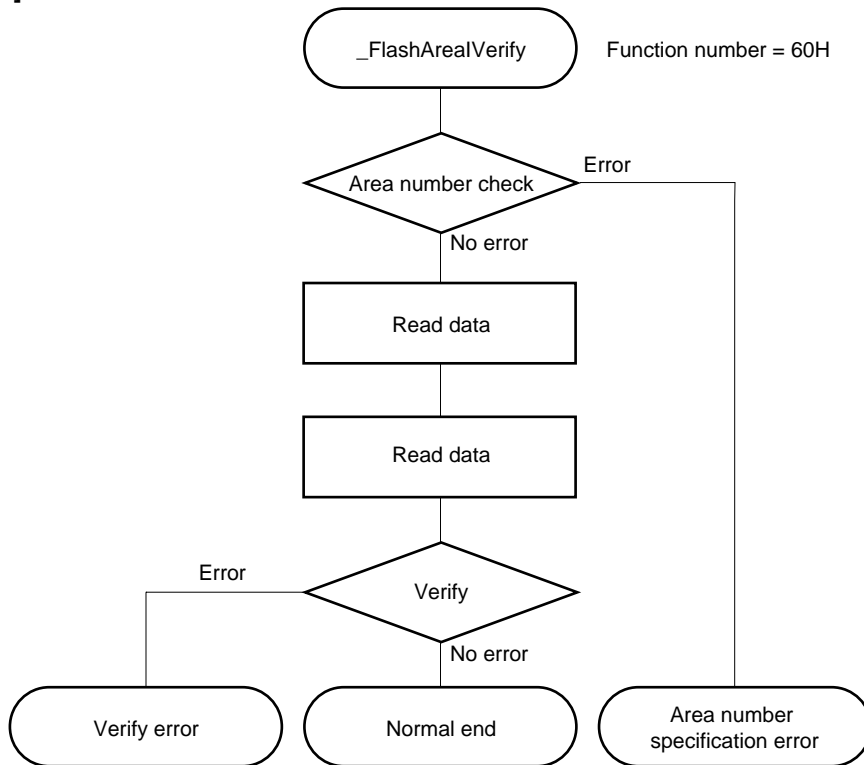 _FlashAreaIVerify
Function number = 60H
Area number check
Error
No error
Read data
Read data
Error
Verify
No error
Verify error
Normal end
Area number
specification error